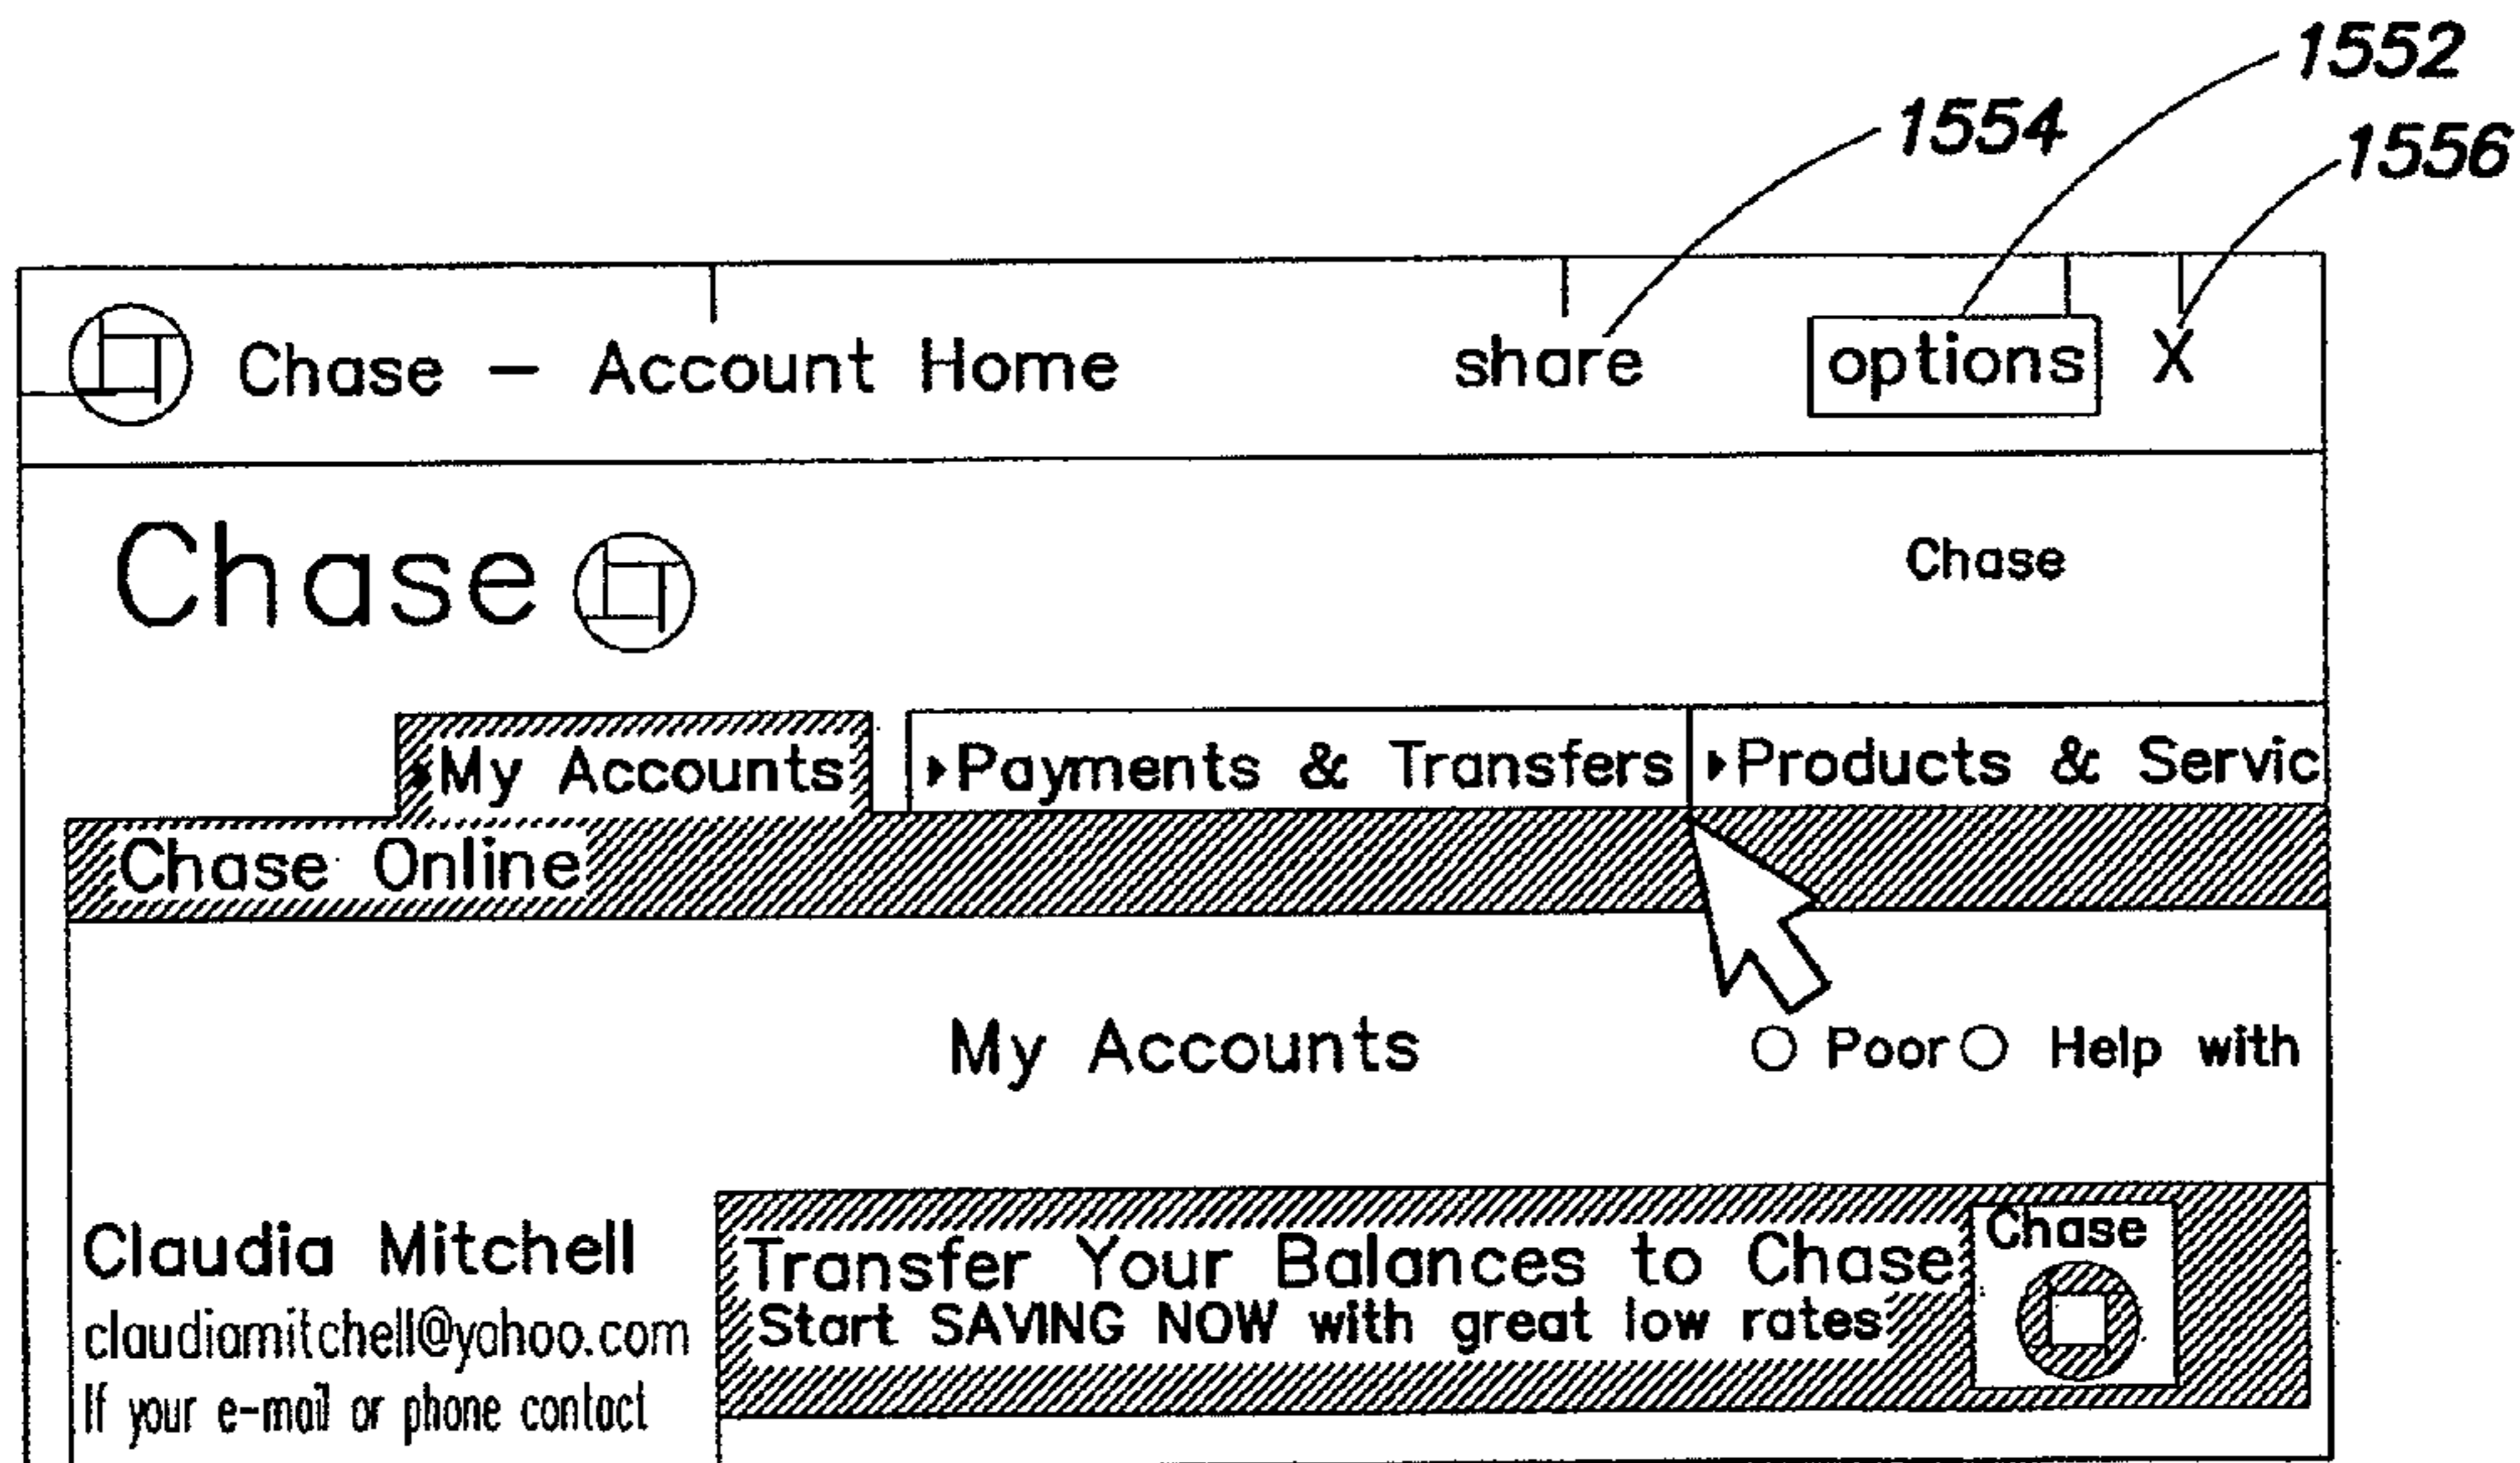 1552
1554
1556
Chase - Account Home share options X
Chase Chase
My Accounts Payments & Transfers Products & Servic
Chase Online
My Accounts Poor Help with
Claudia Mitchell
claudiamitchell@yahoo.com
If your e-mail or phone contact
Transfer Your Balances to Chase
Start SAVING NOW with great low rates
Chase